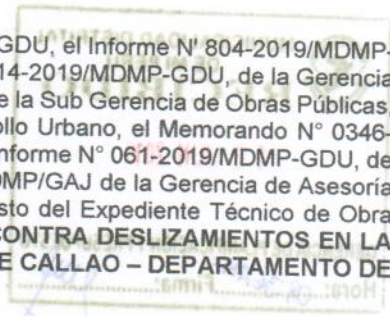 GDU, el Informe N' 804-2019/MDMP-
14-2019/MDMP-GDU, de la Gerencia
e la Sub Gerencia de Obras Públicas
ollo Urbano, el Memorando N° 0346-
nforme N° 061-2019/MDMP-GDU, de
DMP/GAJ de la Gerencia de Asesoría
sto del Expediente Técnico de Obra
CONTRA DESLIZAMIENTOS EN LA
E CALLAO – DEPARTAMENTO DE